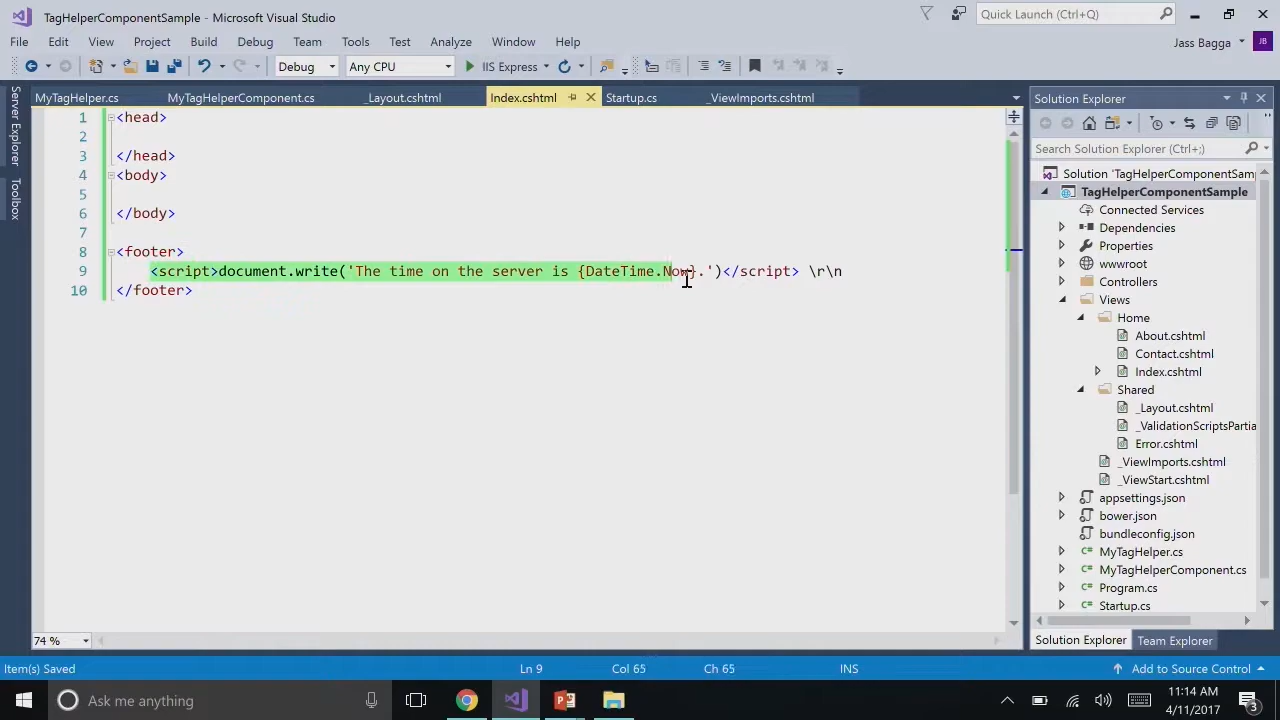 TagHelperComponentSample - Microsoft Visual Studio
Quick Launch (Ctrl+Q)
File Edit View Project Build Debug Team Tools Test Analyze Window Help
Jass Bagga JB
Debug Any CPU IIS Express
MyTagHelper.cs MyTagHelperComponent.cs _Layout.cshtml Index.cshtml Startup.cs _ViewImports.cshtml
Server Explorer
Toolbox
1 <head>
2
3 </head>
4 <body>
5
6 </body>
7
8 <footer>
9 <script>document.write('The time on the server is {DateTime.Now}.')</script> \r\n
10 </footer>
74 %
Solution Explorer
Search Solution Explorer (Ctrl+;)
Solution 'TagHelperComponentSam
TagHelperComponentSample
Connected Services
Dependencies
Properties
wwwroot
Controllers
Views
Home
About.cshtml
Contact.cshtml
Index.cshtml
Shared
_Layout.cshtml
_ValidationScriptsPartia
Error.cshtml
_ViewImports.cshtml
_ViewStart.cshtml
appsettings.json
bower.json
bundleconfig.json
C# MyTagHelper.cs
C# MyTagHelperComponent.cs
C# Program.cs
C# Startup.cs
Solution Explorer Team Explorer
Item(s) Saved Ln 9 Col 65 Ch 65 INS Add to Source Control
Ask me anything
11:14 AM
4/11/2017
3